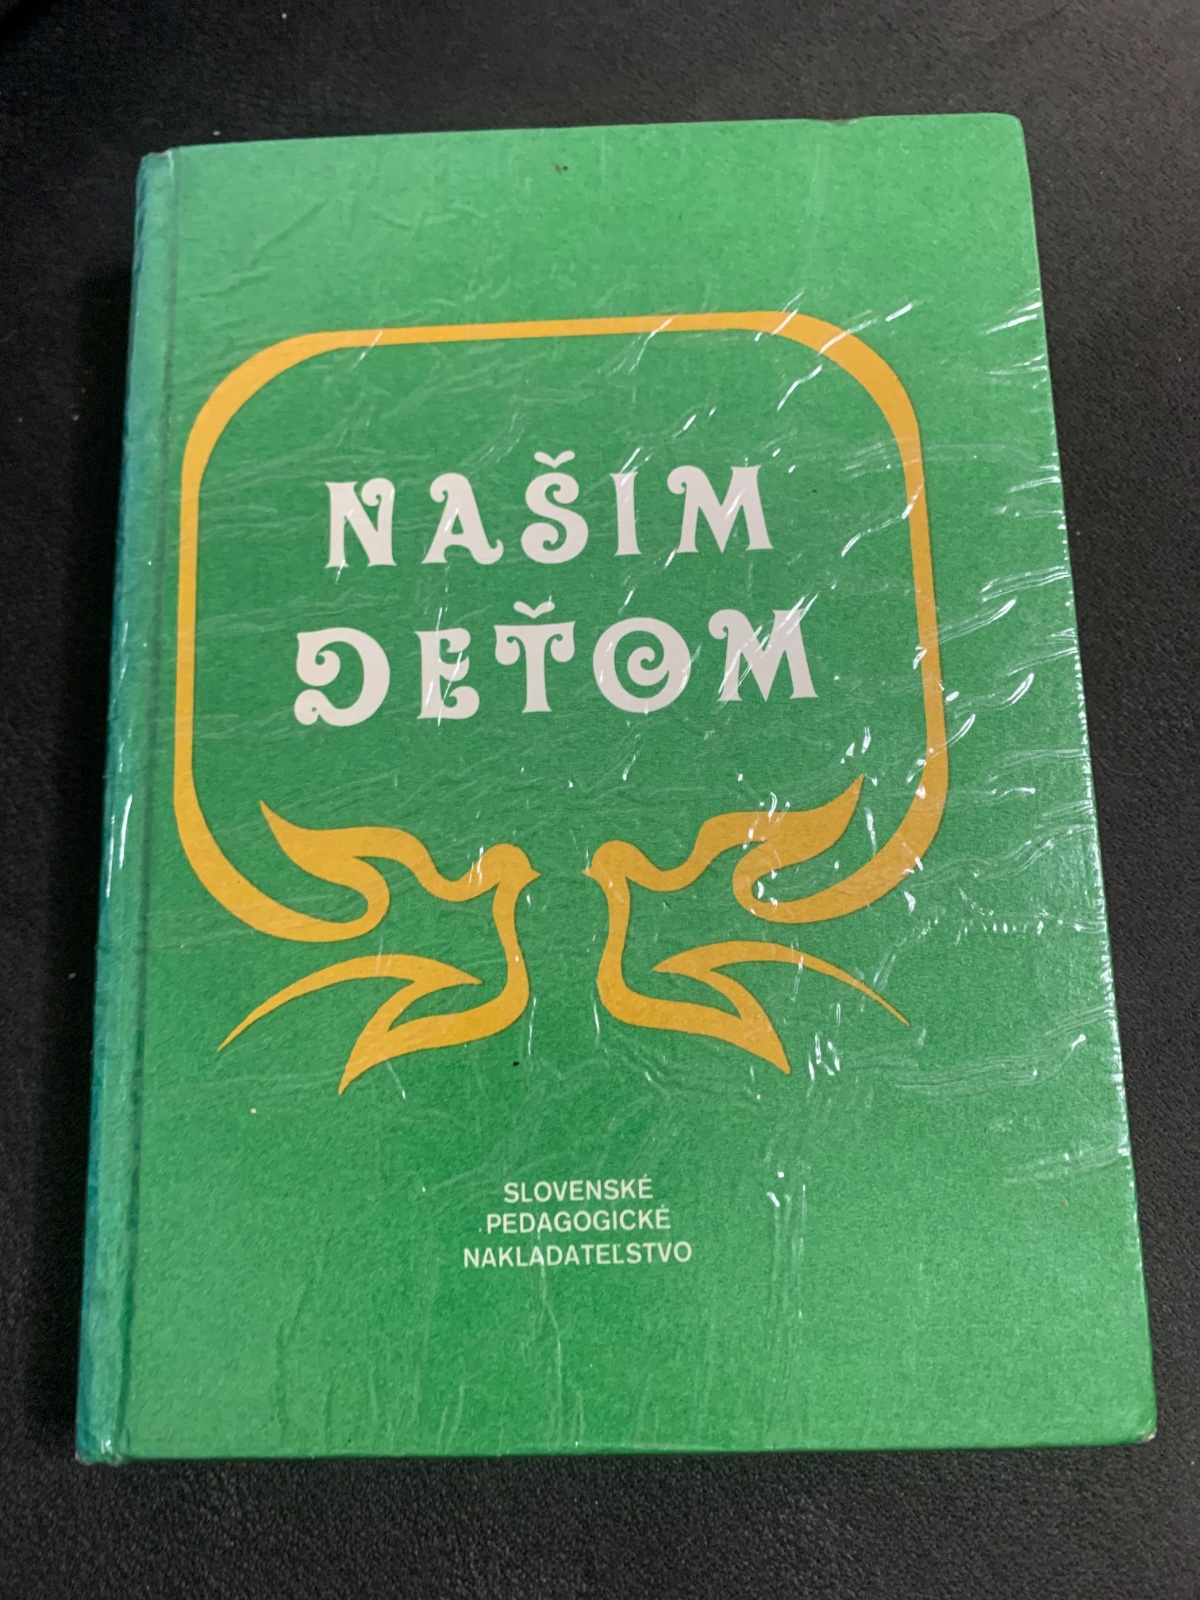 NAŠIM
DEŤOM
SLOVENSKÉ
PEDAGOGICKÉ
NAKLADATEĽSTVO